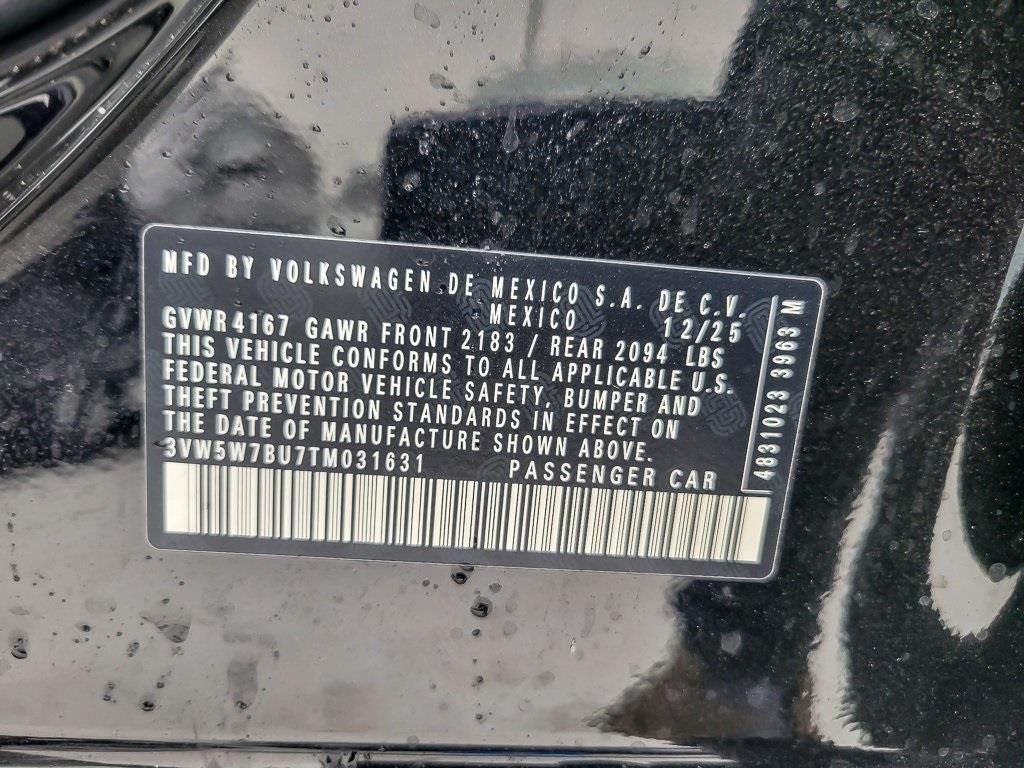 MFD BY VOLKSWAGEN DE MEXICO S.A. DE C.V.
MEXICO 12/25
GVWR 4167 GAWR FRONT 2183 / REAR 2094 LBS
THIS VEHICLE CONFORMS TO ALL APPLICABLE U.S.
FEDERAL MOTOR VEHICLE SAFETY, BUMPER AND
THEFT PREVENTION STANDARDS IN EFFECT ON
THE DATE OF MANUFACTURE SHOWN ABOVE.
3VW5W7BU7TM031631 PASSENGER CAR
4831023 3963 M